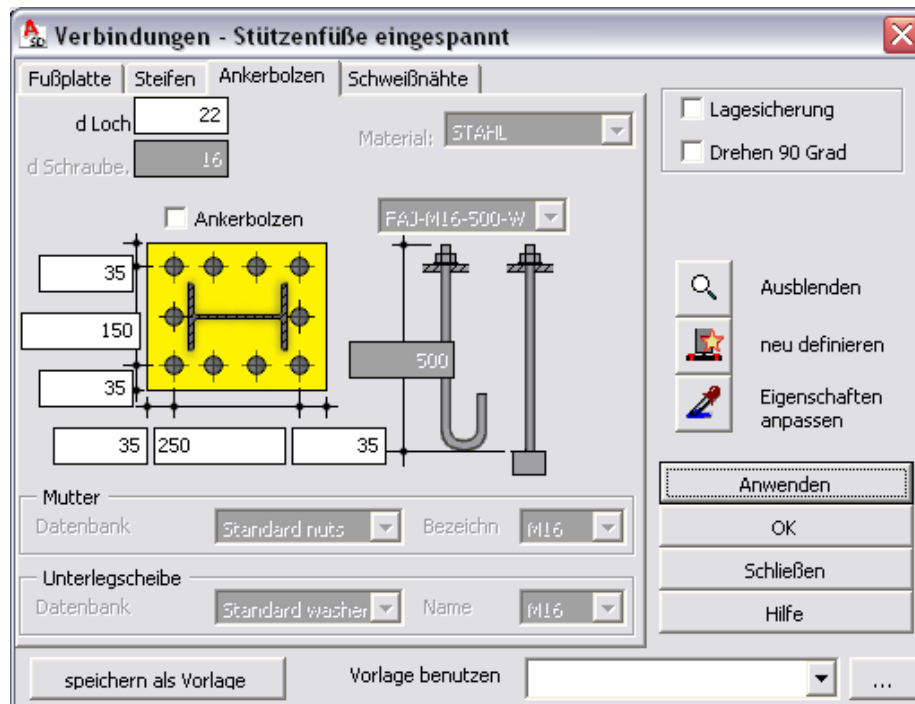 Verbindungen - Stützenfüße eingespannt
Fußplatte Steifen Ankerbolzen Schweißnähte
d Loch 22
Material: STAHL
d Schraube, 16
Ankerbolzen
FAJ-M16-500-W
35
150
35
500
35 250 35
Mutter
Datenbank Standard nuts Bezeichn M16
Unterlegscheibe
Datenbank Standard washer Name M16
Lagesicherung
Drehen 90 Grad
Ausblenden
neu definieren
Eigenschaften
anpassen
Anwenden
OK
Schließen
Hilfe
speichern als Vorlage Vorlage benutzen ...